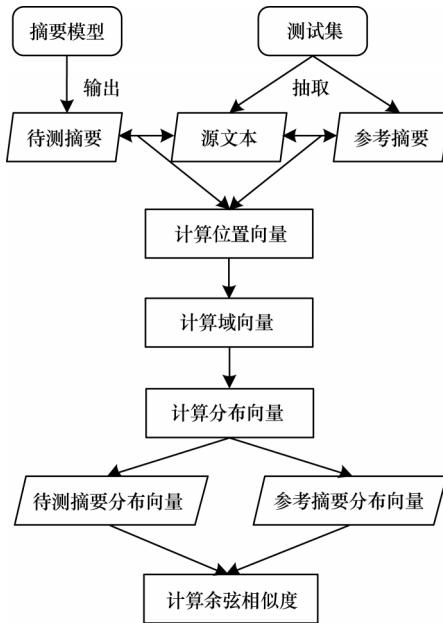 摘要模型
测试集
输出
抽取
待测摘要
源文本
参考摘要
计算位置向量
计算域向量
计算分布向量
待测摘要分布向量
参考摘要分布向量
计算余弦相似度